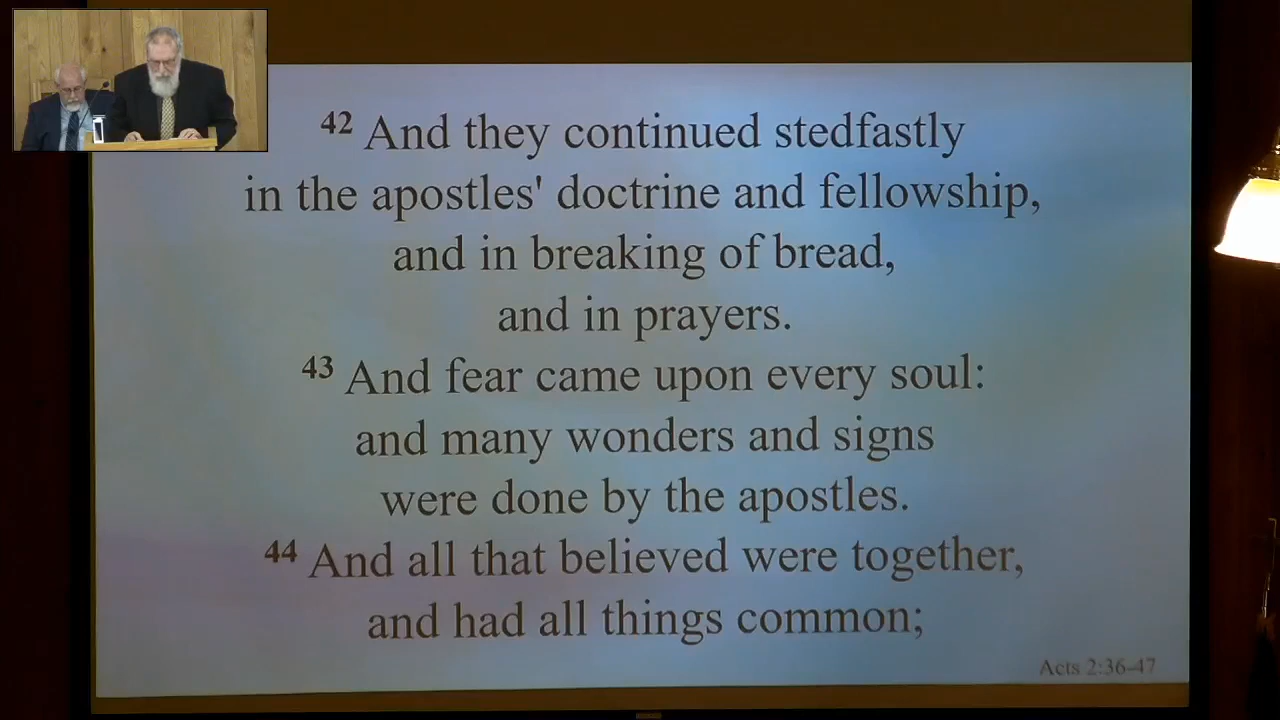 42 And they continued stedfastly
in the apostles' doctrine and fellowship,
and in breaking of bread,
and in prayers.
43 And fear came upon every soul:
and many wonders and signs
were done by the apostles.
44 And all that believed were together,
and had all things common;
Acts 2:36-47